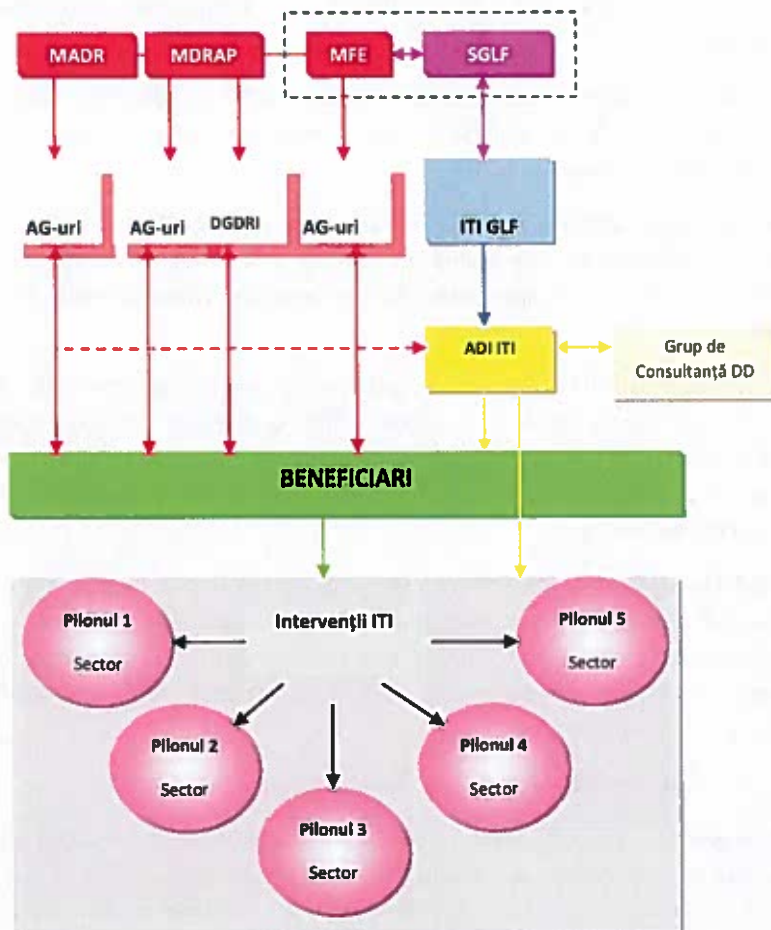 MADR
MDRAP
MFE
SGLF
AG-uri
AG-uri
DGDRI
AG-uri
ITI GLF
ADI ITI
Grup de
Consultanță DD
BENEFICIARI
Intervenții ITI
Pilonul 1
Sector
Pilonul 5
Sector
Pilonul 2
Sector
Pilonul 4
Sector
Pilonul 3
Sector